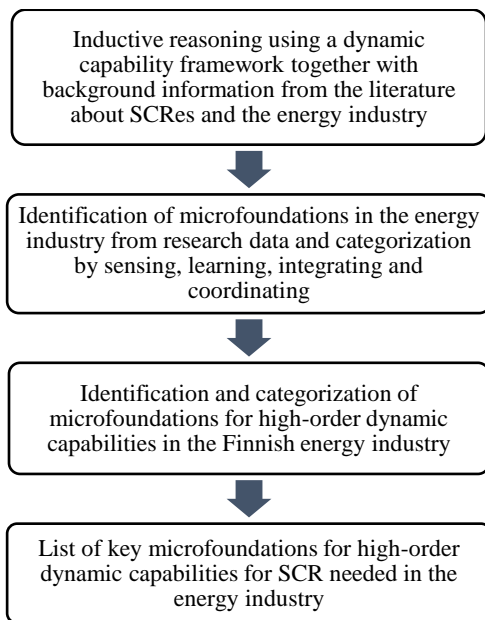 Inductive reasoning using a dynamic
capability framework together with
background information from the literature
about SCRes and the energy industry
Identification of microfoundations in the energy
industry from research data and categorization
by sensing, learning, integrating and
coordinating
Identification and categorization of
microfoundations for high-order dynamic
capabilities in the Finnish energy industry
List of key microfoundations for high-order
dynamic capabilities for SCR needed in the
energy industry